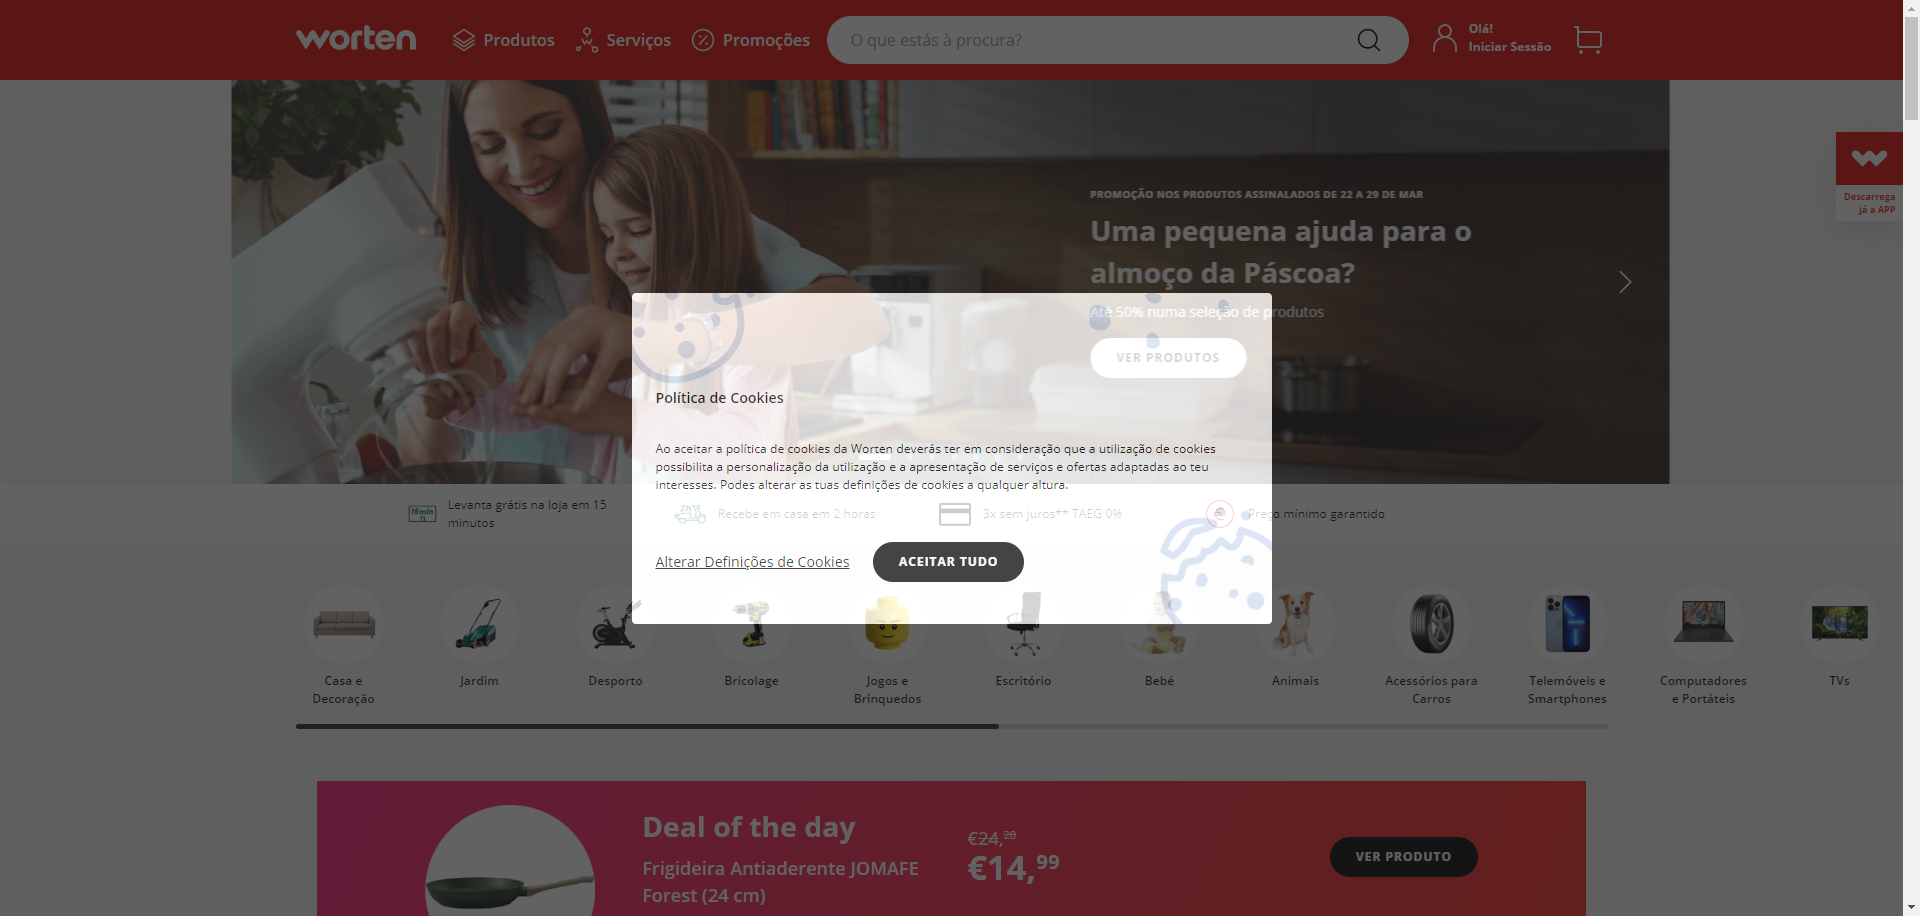 worten
Produtos
Serviços
Promoções
O que estás à procura?
Olá!
Iniciar Sessão
Descarrega
já a APP
PROMOÇÃO NOS PRODUTOS ASSINALADOS DE 22 A 29 DE MAR
Uma pequena ajuda para o
almoço da Páscoa?
Até 50% numa seleção de produtos
VER PRODUTOS
Política de Cookies
Ao aceitar a política de cookies da Worten deverás ter em consideração que a utilização de cookies
possibilita a personalização da utilização e a apresentação de serviços e ofertas adaptadas ao teu
interesses. Podes alterar as tuas definições de cookies a qualquer altura.
Alterar Definições de Cookies
ACEITAR TUDO
15 min
Levanta grátis na loja em 15
minutos
2h
Recebe em casa em 2 horas
3x sem juros** TAEG 0%
€
Preço mínimo garantido
Casa e
Decoração
Jardim
Desporto
Bricolage
Jogos e
Brinquedos
Escritório
Bebé
Animais
Acessórios para
Carros
Telemóveis e
Smartphones
Computadores
e Portáteis
TVs
Deal of the day
Frigideira Antiaderente JOMAFE
Forest (24 cm)
€24,20
€14,99
VER PRODUTO